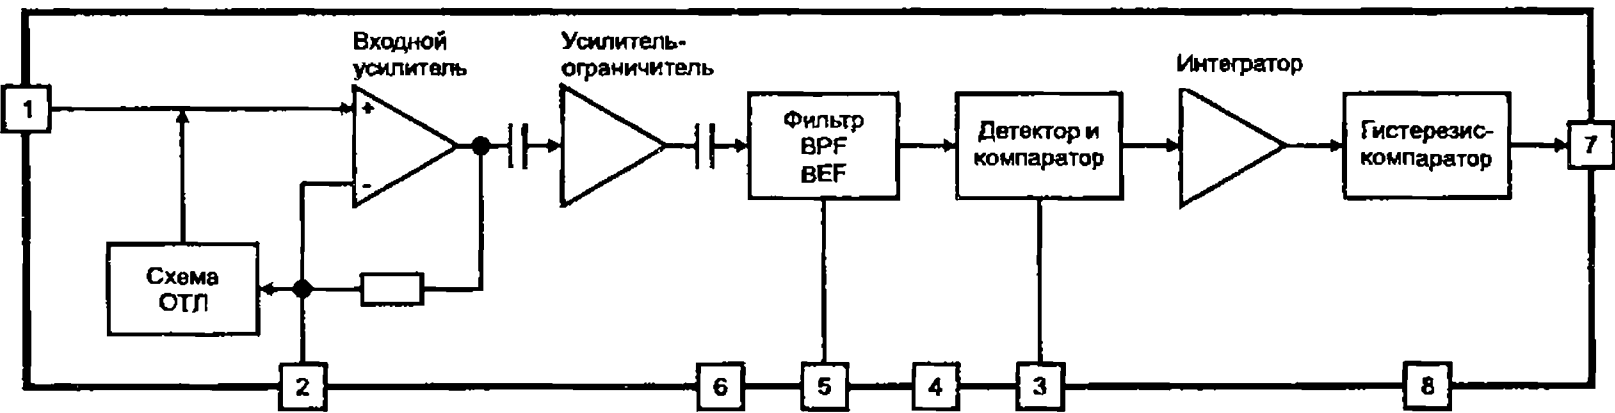 Входной
усилитель
Усилитель-
ограничитель
Интегратор
1
+
-
Фильтр
BPF
BEF
Детектор и
компаратор
Гистерезис-
компаратор
7
Схема
ОТЛ
2
6
5
4
3
8